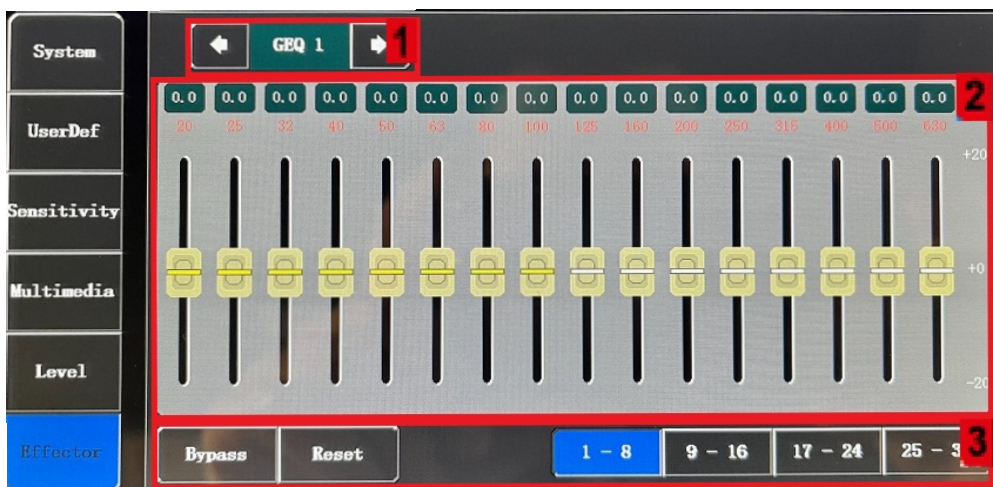 System
UserDef
Sensitivity
Multimedia
Level
Effector
GEQ 1
1
0.0 0.0 0.0 0.0 0.0 0.0 0.0 0.0 0.0 0.0 0.0 0.0 0.0 0.0 0.0 0.0
2
20 25 32 40 50 63 80 100 125 160 200 250 315 400 500 630
+20
+0
-20
Bypass Reset 1 - 8 9 - 16 17 - 24 25 - 3
3